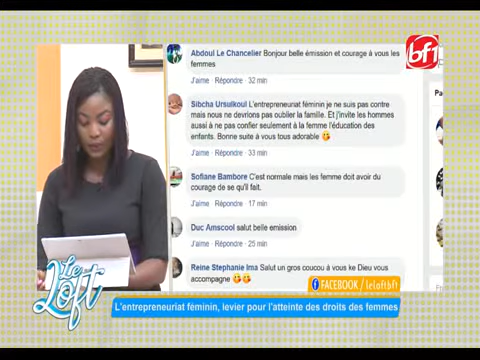 Abdoul Le Chancelier Bonjour belle émission et courage à vous les
femmes
J'aime · Répondre · 32 min
bf1
Pa
Sibcha Ursulkoul L'entrepreneuriat féminin je ne suis pas contre
mais nous ne devrions pas oublier la famille. Et j'invite les hommes
aussi à ne pas confier seulement à la femme l'éducation des
enfants. Bonne suite à vous tous adorable 😘
J'aime · Répondre · 33 min
Sofiane Bambore C'est normale mais les femme doit avoir du
courage de se qu'il fait.
J'aime · Répondre · 17 min
Duc Amscool salut belle emission
J'aime · Répondre · 25 min
Reine Stephanie Ima Salut un gros coucou à vous ke Dieu vous
accompagne 😘 😘
FACEBOOK / leloftbf1
Le
Loft
L'entrepreneuriat féminin, levier pour l'atteinte des droits des femmes